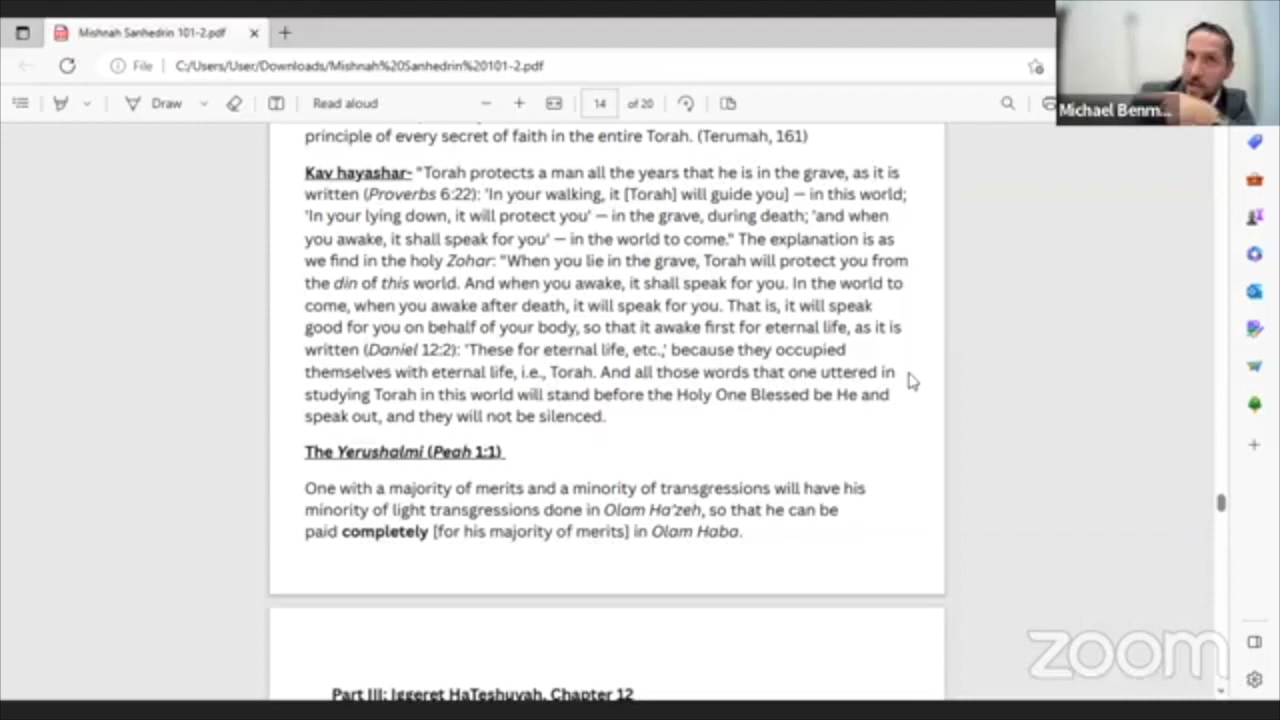 Mishnah Sanhedrin 101-2.pdf
File
C:/Users/User/Downloads/Mishnah%20Sanhedrin%20101-2.pdf
Draw
Read aloud
14 of 20
Michael Benm...
principle of every secret of faith in the entire Torah. (Terumah, 161)
Kav hayashar- "Torah protects a man all the years that he is in the grave, as it is
written (Proverbs 6:22): 'In your walking, it [Torah] will guide you] — in this world;
'In your lying down, it will protect you' — in the grave, during death; 'and when
you awake, it shall speak for you' — in the world to come." The explanation is as
we find in the holy Zohar: "When you lie in the grave, Torah will protect you from
the din of this world. And when you awake, it shall speak for you. In the world to
come, when you awake after death, it will speak for you. That is, it will speak
good for you on behalf of your body, so that it awake first for eternal life, as it is
written (Daniel 12:2): 'These for eternal life, etc.,' because they occupied
themselves with eternal life, i.e., Torah. And all those words that one uttered in
studying Torah in this world will stand before the Holy One Blessed be He and
speak out, and they will not be silenced.
The Yerushalmi (Peah 1:1)
One with a majority of merits and a minority of transgressions will have his
minority of light transgressions done in Olam Ha'zeh, so that he can be
paid completely [for his majority of merits] in Olam Haba.
zoom
Part III: Iggeret HaTeshuvah, Chapter 12